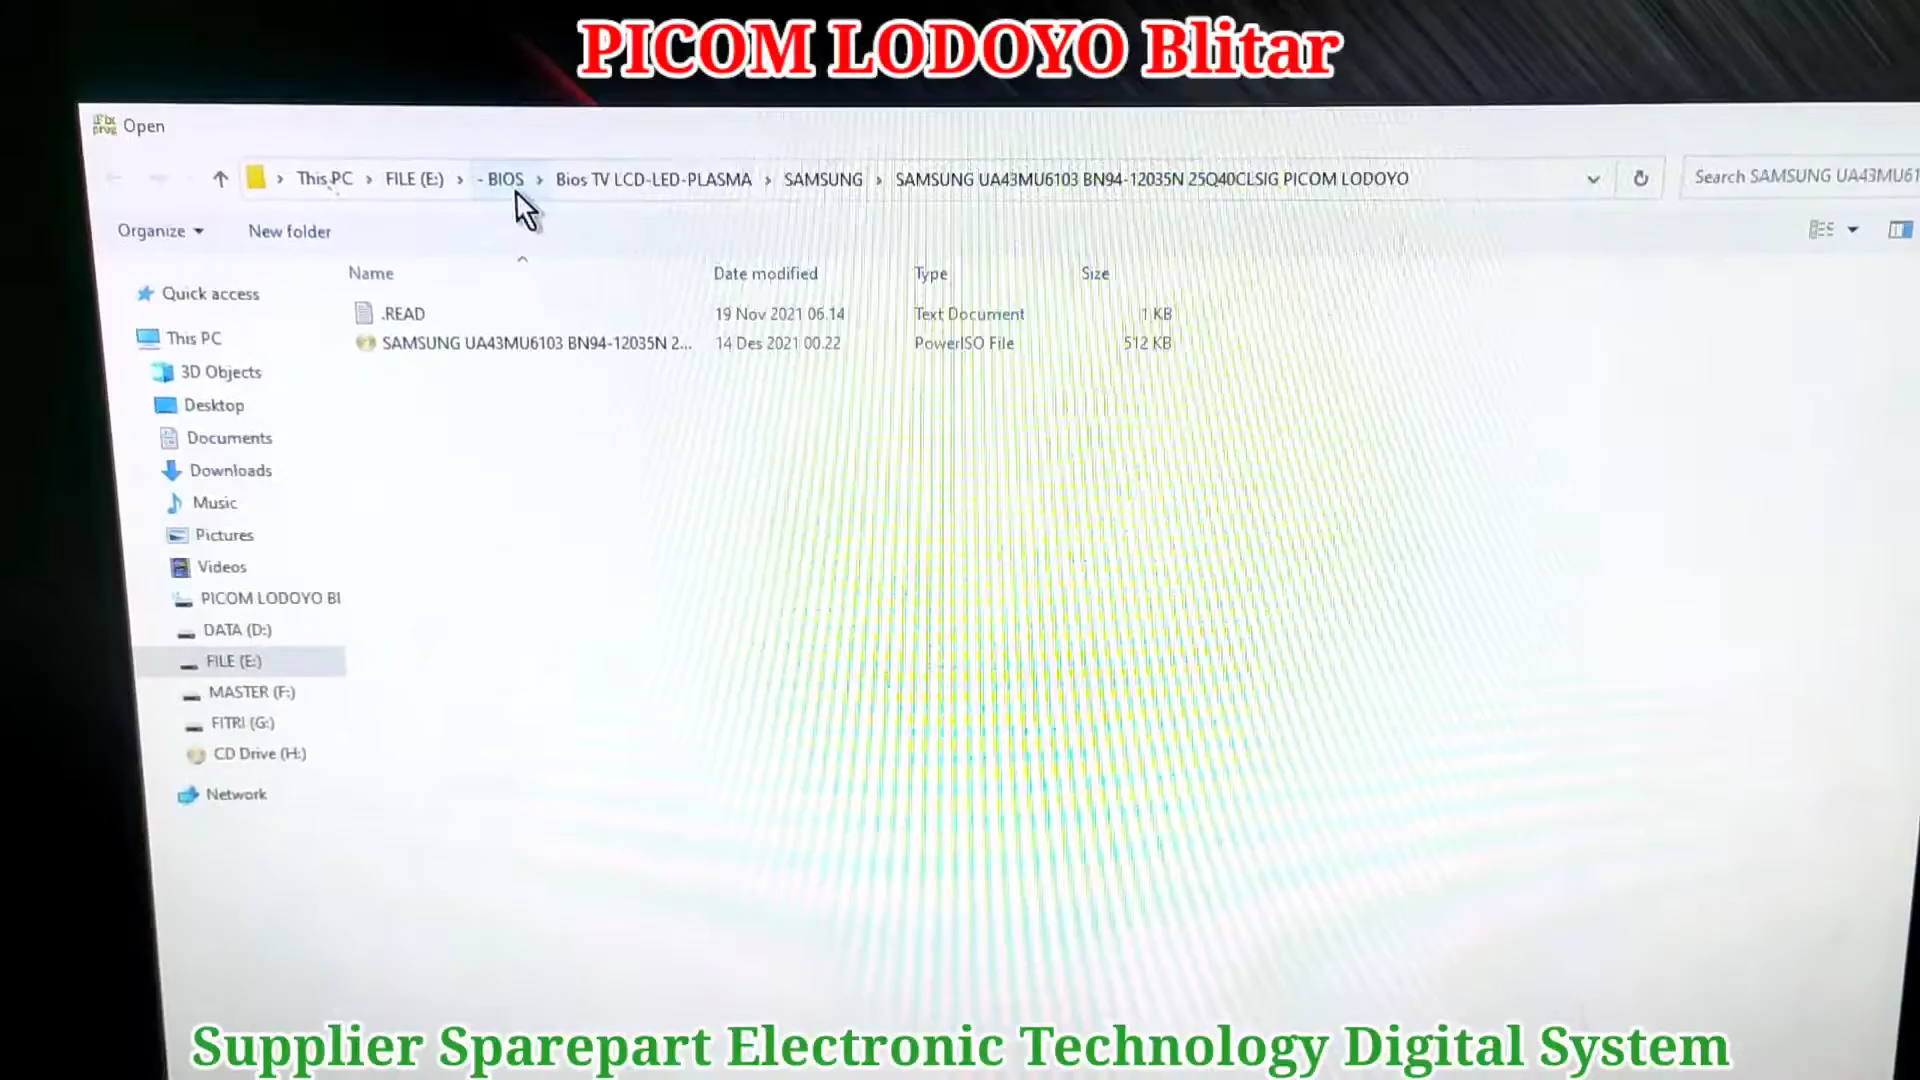 PICOM LODOYO Blitar
Open
This PC > FILE (E:) > - BIOS > Bios TV LCD-LED-PLASMA > SAMSUNG > SAMSUNG UA43MU6103 BN94-12035N 25Q40CLSIG PICOM LODOYO
Search SAMSUNG UA43MU61
Organize
New folder
Name
Date modified
Type
Size
.READ
19 Nov 2021 06.14
Text Document
1 KB
SAMSUNG UA43MU6103 BN94-12035N 2...
14 Des 2021 00.22
PowerISO File
512 KB
Quick access
This PC
3D Objects
Desktop
Documents
Downloads
Music
Pictures
Videos
PICOM LODOYO Bl
DATA (D:)
FILE (E:)
MASTER (F:)
FITRI (G:)
CD Drive (H:)
Network
Supplier Sparepart Electronic Technology Digital System